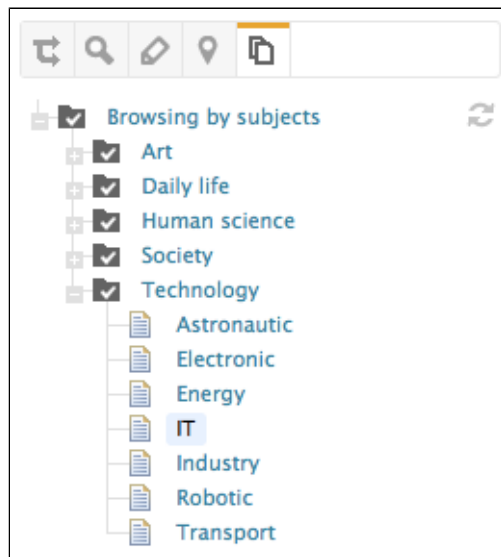 Browsing by subjects
Art
Daily life
Human science
Society
Technology
Astronautic
Electronic
Energy
IT
Industry
Robotic
Transport